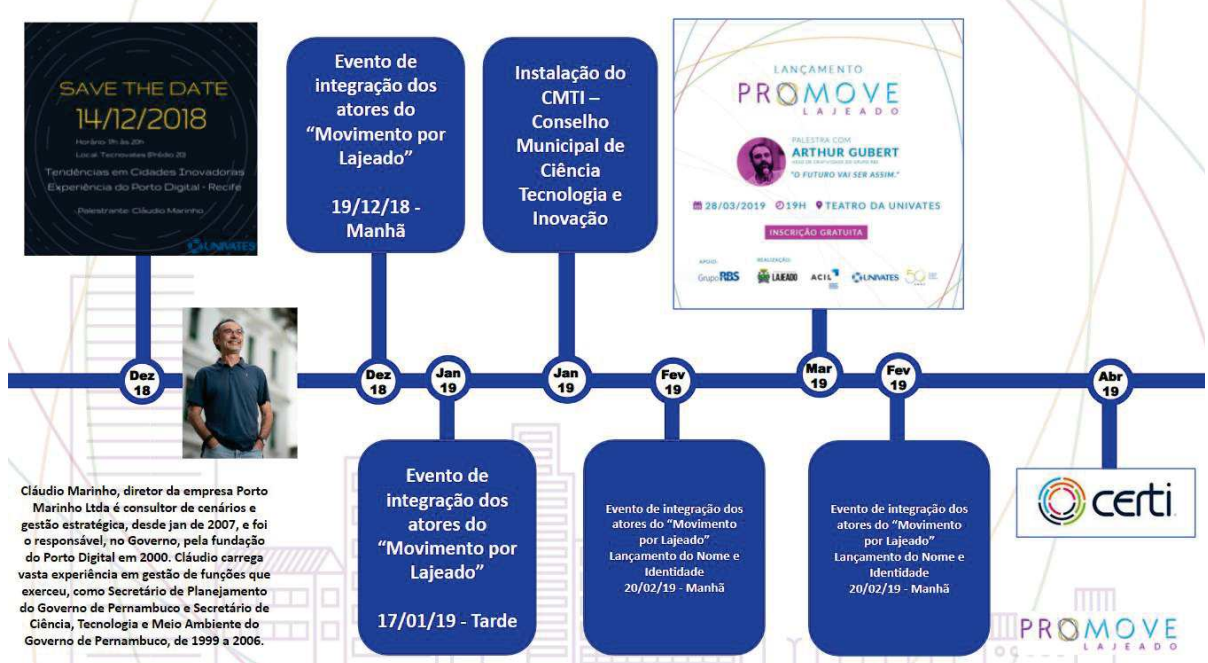 SAVE THE DATE
14/12/2018
Horário: 17h às 20h
Local: Tecnovates (Prédio 20)
Tendências em Cidades Inovadoras
Experiência do Porto Digital - Recife
Palestrante: Cláudio Marinho
UNIVATES
Evento de
integração dos
atores do
“Movimento por
Lajeado”
19/12/18 -
Manhã
Instalação do
CMTI –
Conselho
Municipal de
Ciência
Tecnologia e
Inovação
LANÇAMENTO
PROMOVE
LAJEADO
PALESTRA COM
ARTHUR GUBERT
"O FUTURO VAI SER ASSIM."
28/03/2019 19H TEATRO DA UNIVATES
INSCRIÇÃO GRATUITA
APOIO: REALIZAÇÃO:
Grupo RBS LAJEADO ACIL UNIVATES 50
Dez
18
Dez
18
Jan
19
Jan
19
Fev
19
Mar
19
Fev
19
Abr
19
Cláudio Marinho, diretor da empresa Porto
Marinho Ltda é consultor de cenários e
gestão estratégica, desde jan de 2007, e foi
o responsável, no Governo, pela fundação
do Porto Digital em 2000. Cláudio carrega
vasta experiência em gestão de funções que
exerceu, como Secretário de Planejamento
do Governo de Pernambuco e Secretário de
Ciência, Tecnologia e Meio Ambiente do
Governo de Pernambuco, de 1999 a 2006.
Evento de
integração dos
atores do
“Movimento por
Lajeado”
17/01/19 - Tarde
Evento de integração dos
atores do “Movimento
por Lajeado”
Lançamento do Nome e
Identidade
20/02/19 - Manhã
Evento de integração dos
atores do “Movimento
por Lajeado”
Lançamento do Nome e
Identidade
20/02/19 - Manhã
certi
PROMOVE
LAJEADO